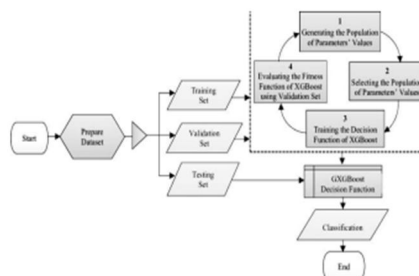 1
Generating the Population
of Parameters' Values
4
Evaluating the Fitness
Function of XGBoost
using Validation Set
2
Selecting the Population
of Parameters' Values
3
Training the Decision
Function of XGBoost
Start
Prepare
Dataset
Training
Set
Validation
Set
Testing
Set
GXGBoost
Decision Function
Classification
End